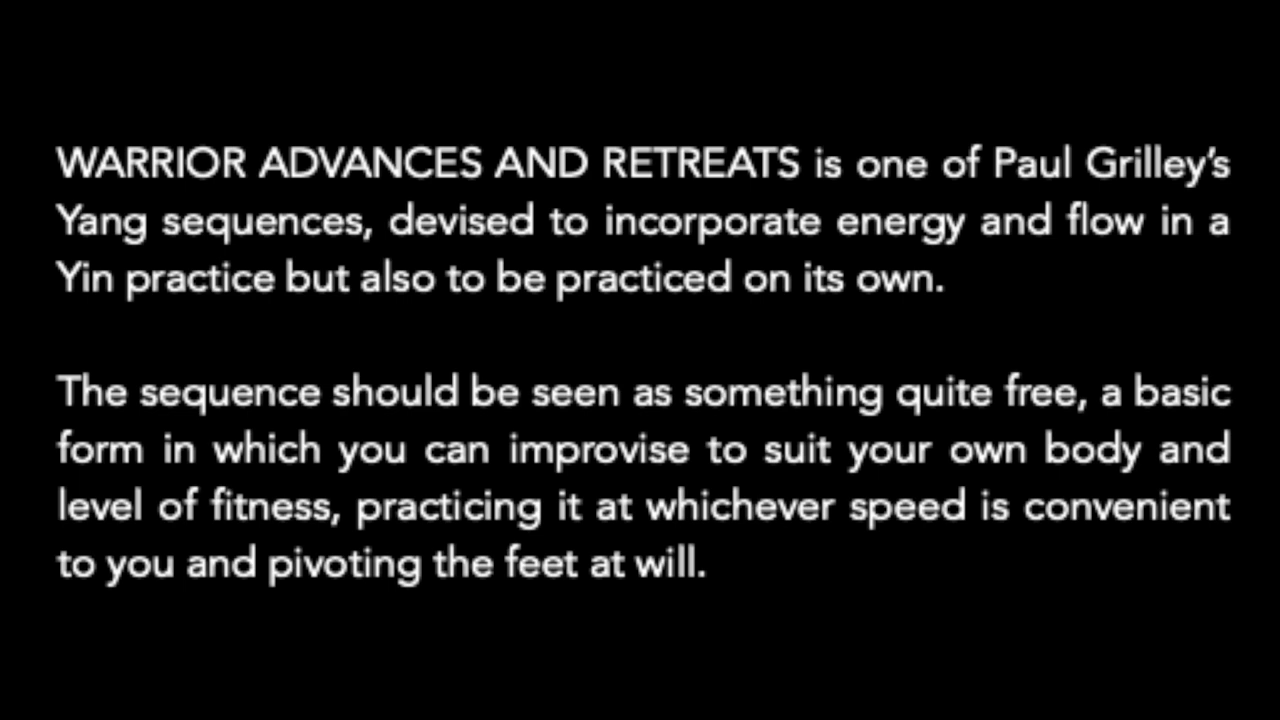 WARRIOR ADVANCES AND RETREATS is one of Paul Grilley’s
Yang sequences, devised to incorporate energy and flow in a
Yin practice but also to be practiced on its own.
The sequence should be seen as something quite free, a basic
form in which you can improvise to suit your own body and
level of fitness, practicing it at whichever speed is convenient
to you and pivoting the feet at will.